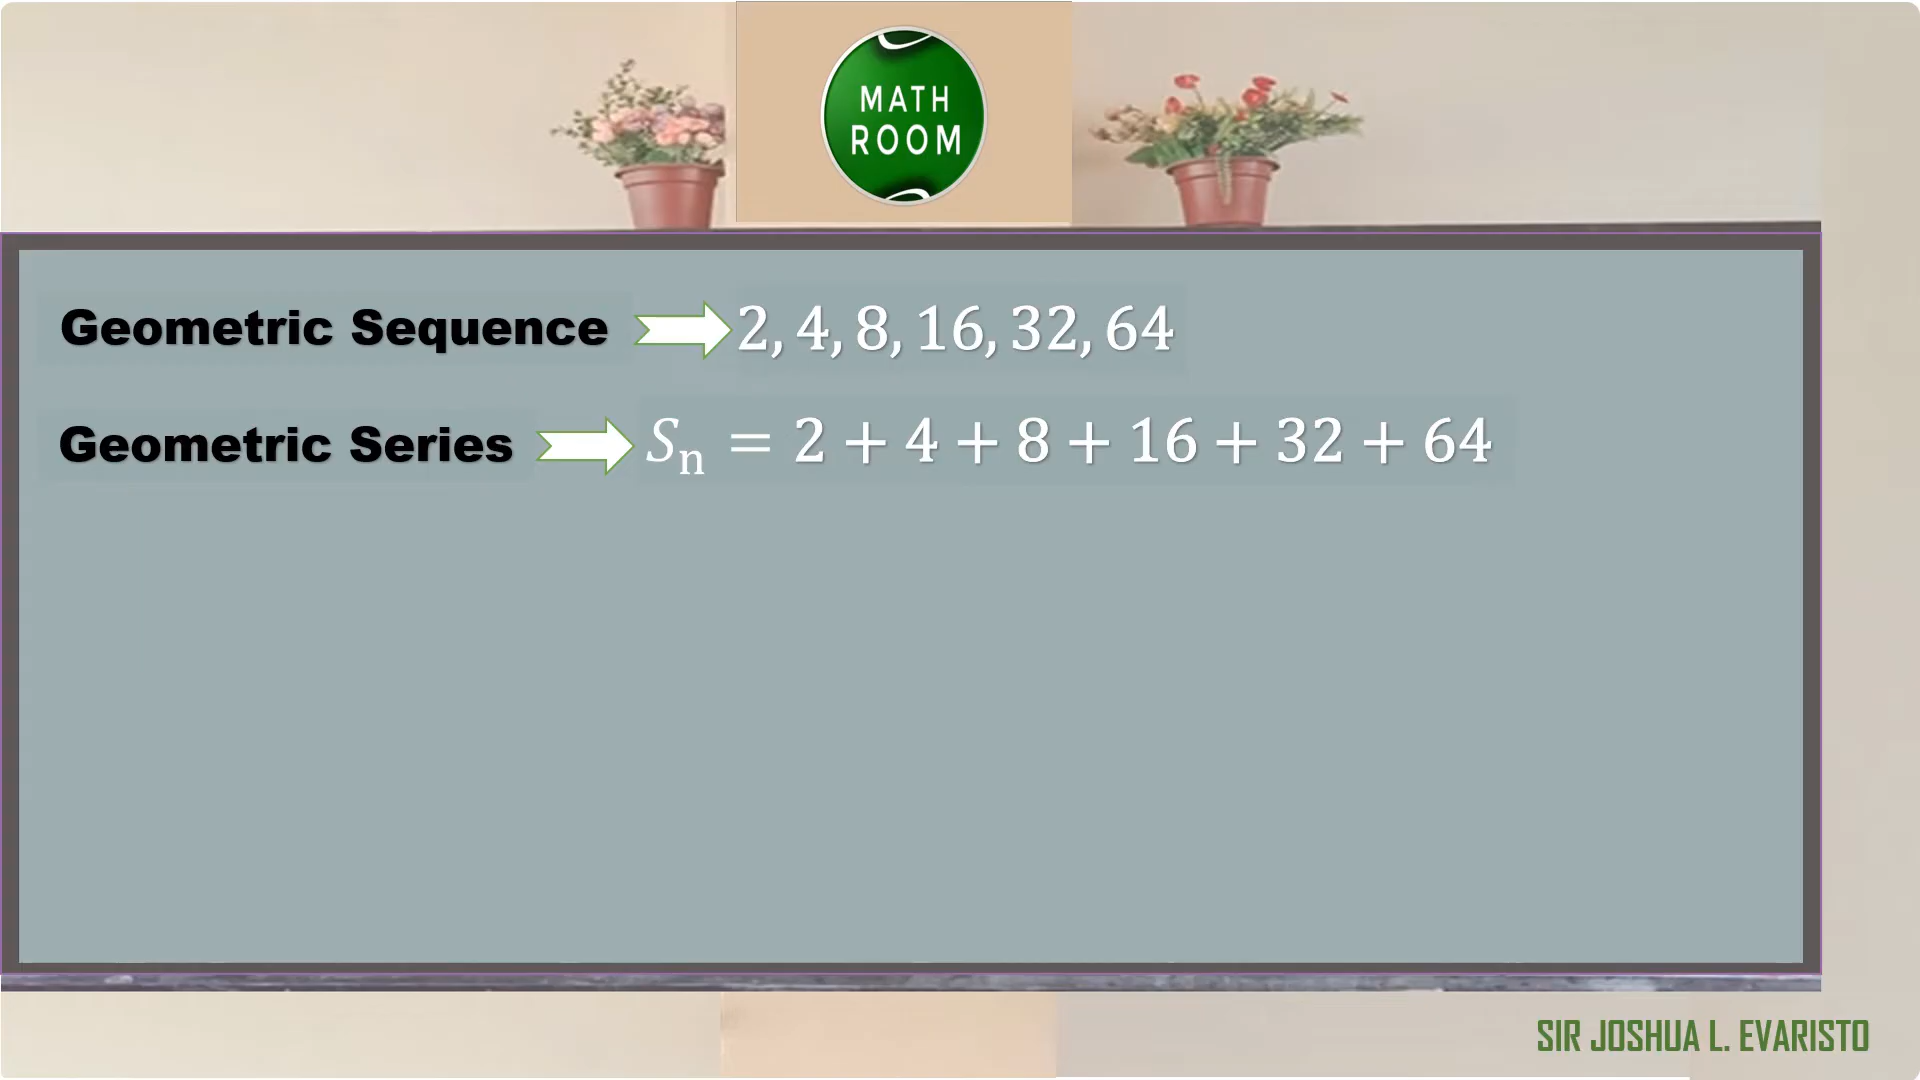 MATH
ROOM
Geometric Sequence 2, 4, 8, 16, 32, 64
Geometric Series Sₙ = 2 + 4 + 8 + 16 + 32 + 64
SIR JOSHUA L. EVARISTO